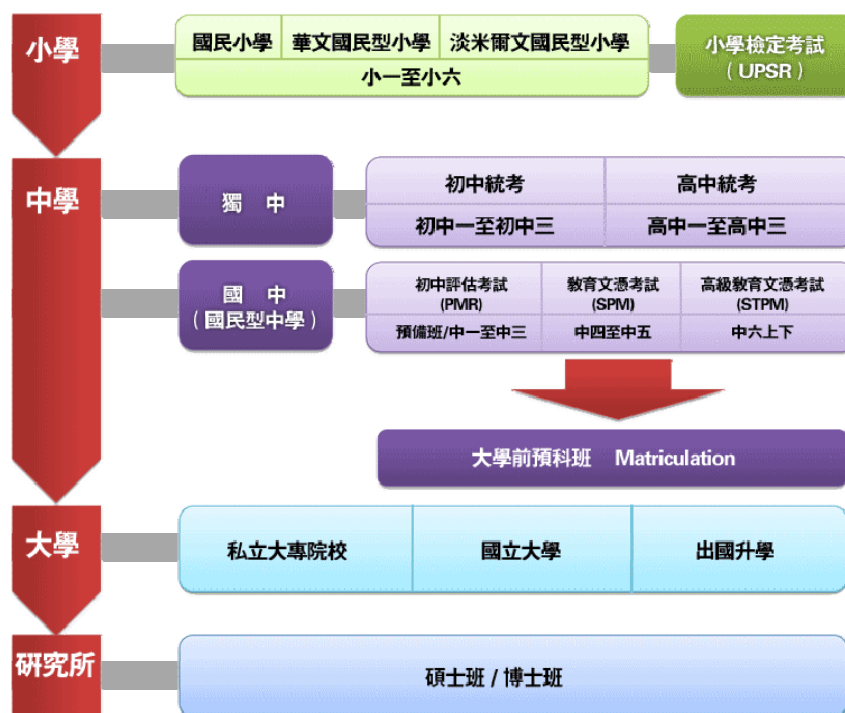 小學
國民小學 華文國民型小學 淡米爾文國民型小學
小一至小六
小學檢定考試
(UPSR)
中學
獨 中
初中統考 高中統考
初中一至初中三 高中一至高中三
國 中
(國民型中學)
初中評估考試 教育文憑考試 高級教育文憑考試
(PMR) (SPM) (STPM)
預備班/中一至中三 中四至中五 中六上下
大學前預科班 Matriculation
大學
私立大專院校 國立大學 出國升學
研究所
碩士班 / 博士班